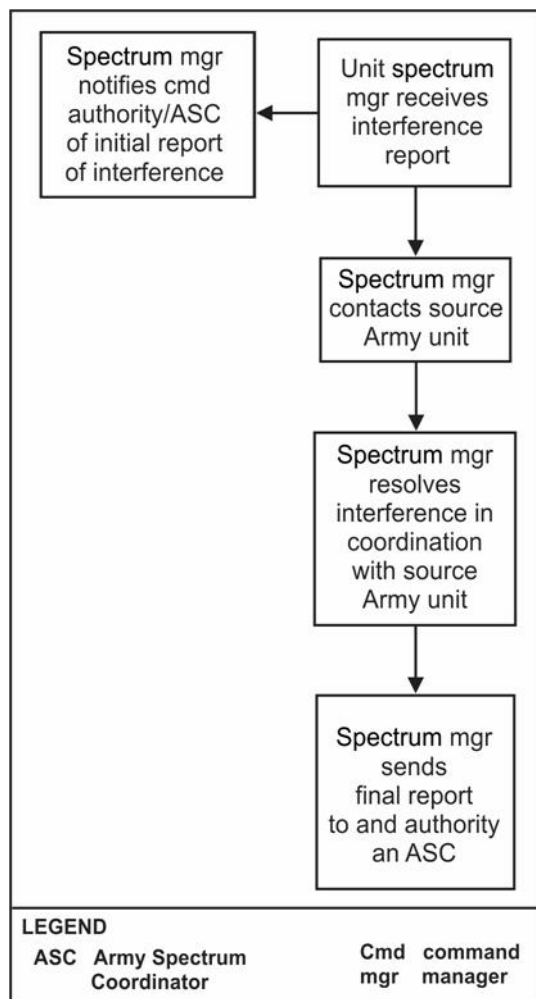 Spectrum mgr
notifies cmd
authority/ASC
of initial report
of interference
Unit spectrum
mgr receives
interference
report
Spectrum mgr
contacts source
Army unit
Spectrum mgr
resolves
interference in
coordination
with source
Army unit
Spectrum mgr
sends
final report
to and authority
an ASC
LEGEND
ASC Army Spectrum
Coordinator
Cmd command
mgr manager